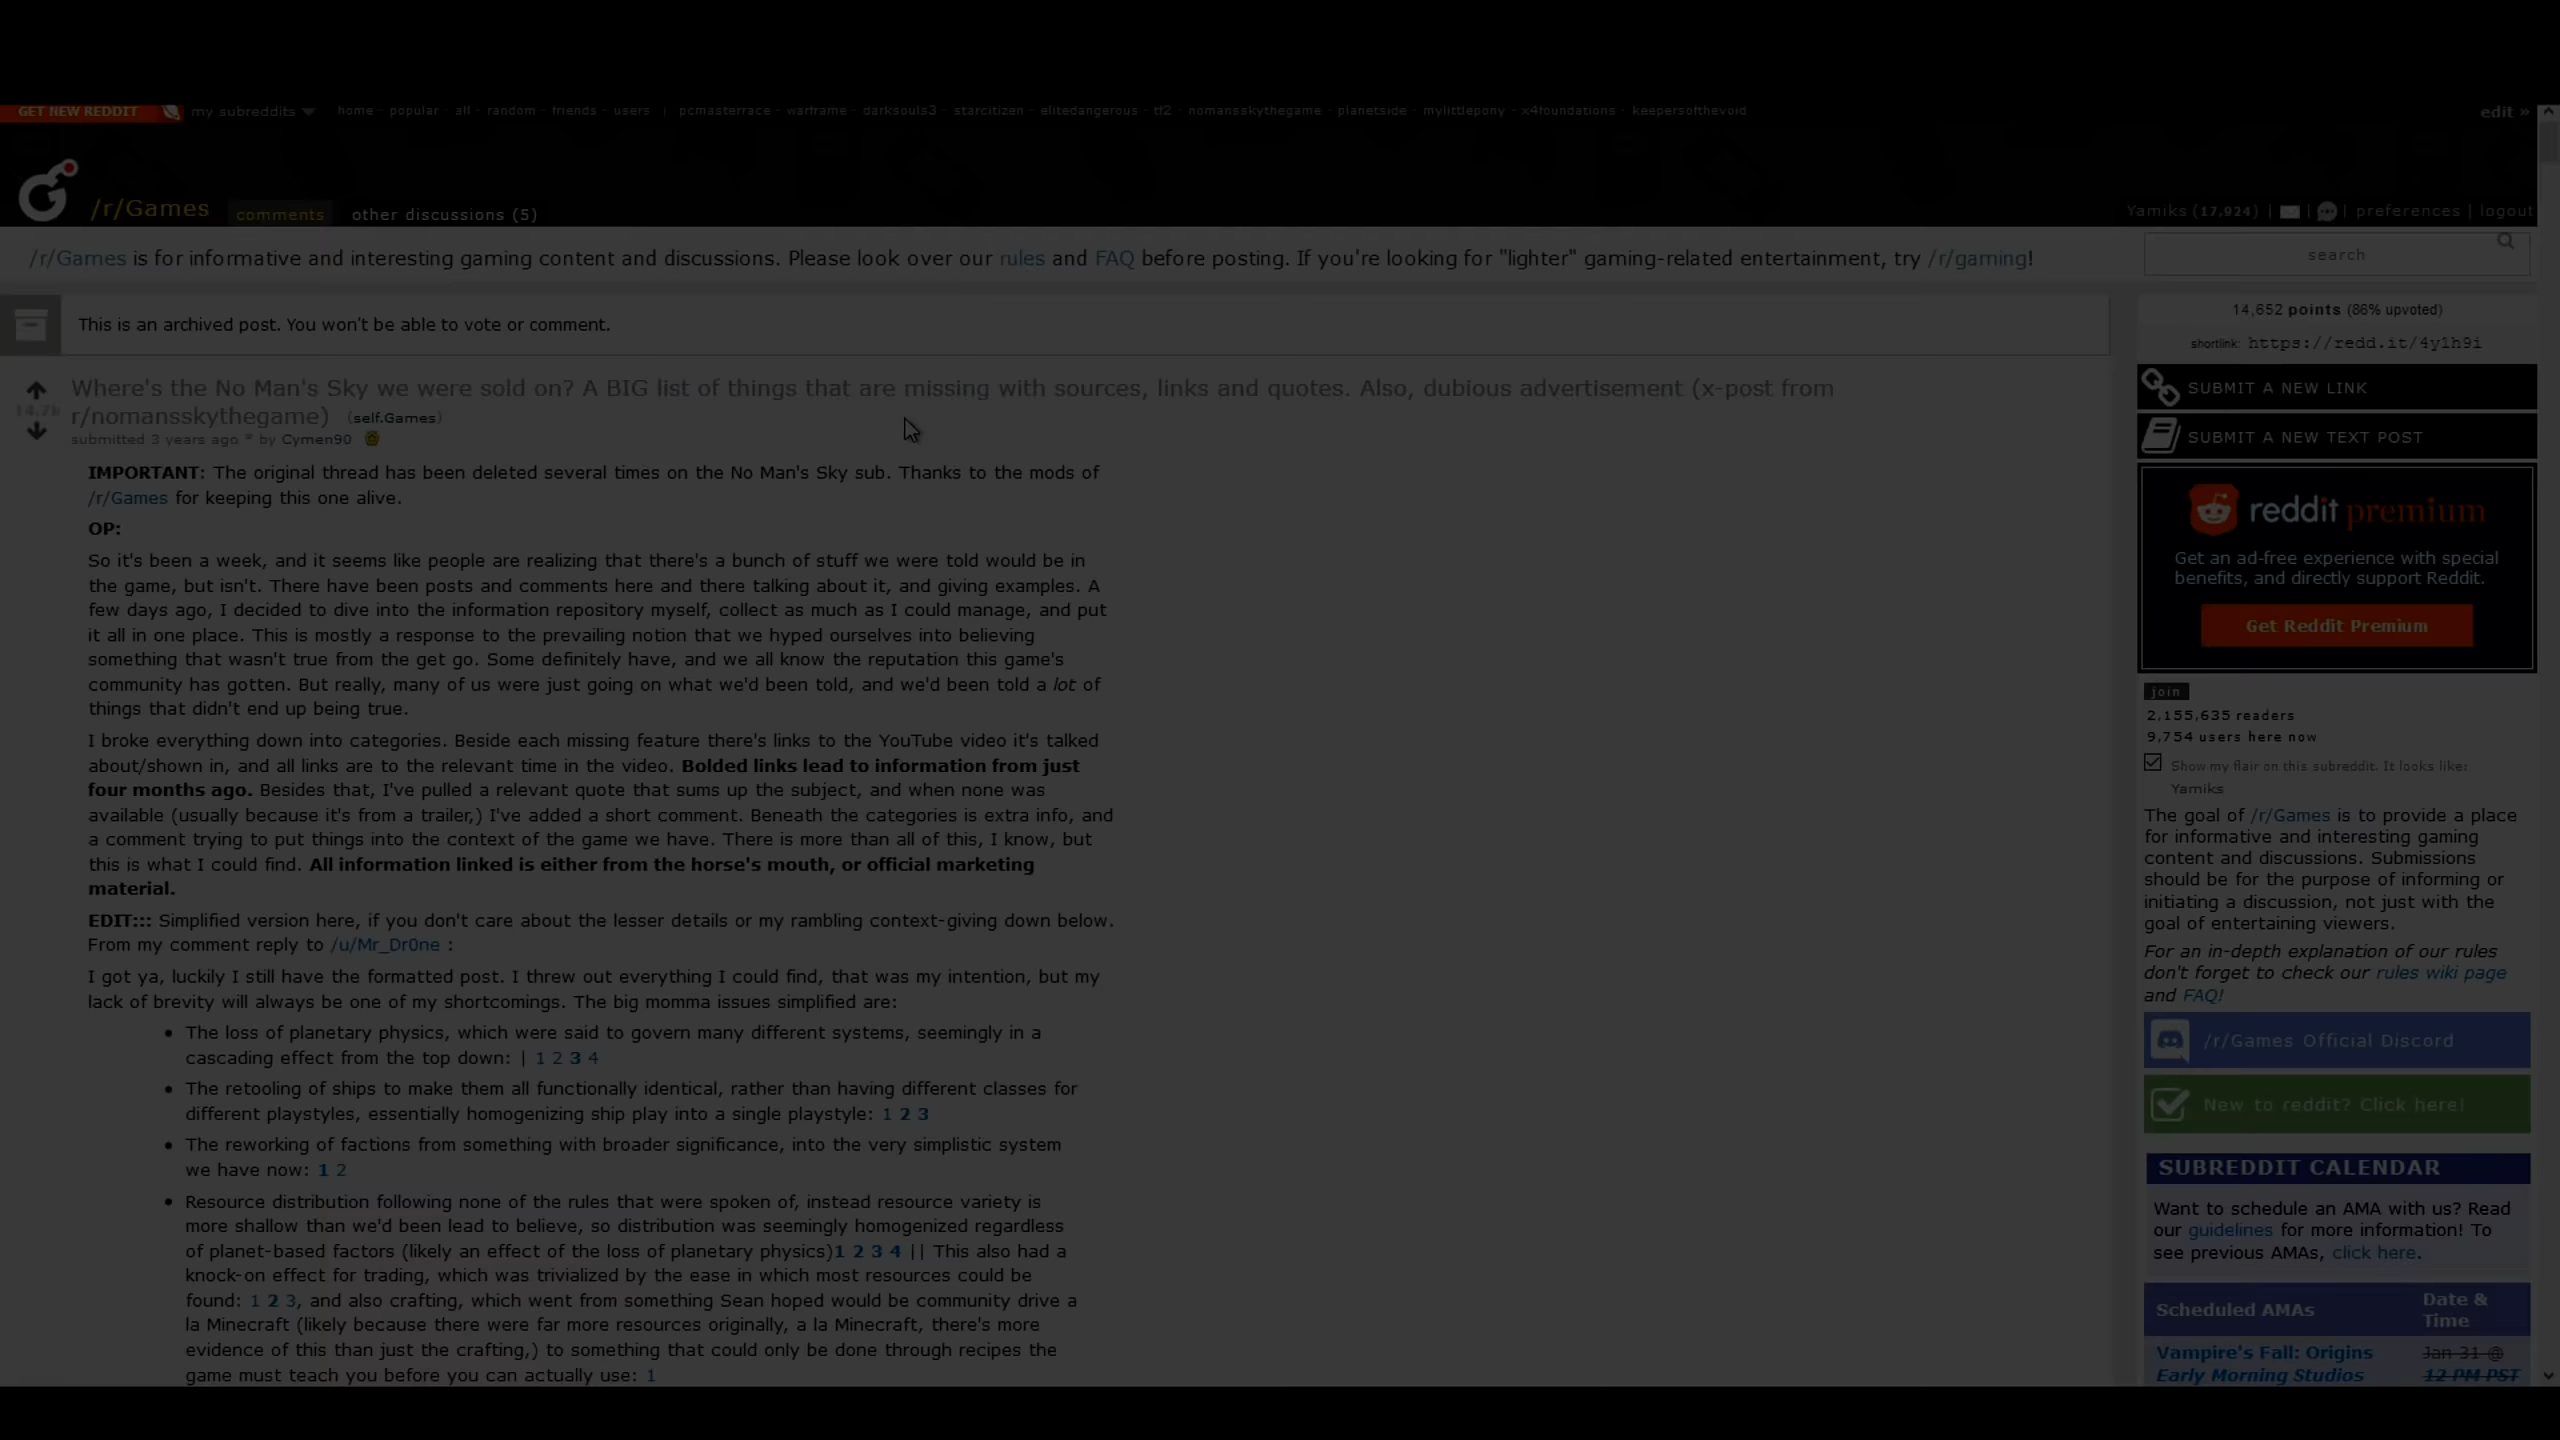 GET NEW REDDIT my subreddits home - popular - all - random - friends - users | pcmasterrace - warframe - darksouls3 - starcitizen - elitedangerous - tf2 - nomansskythegame - planetside - mylittlepony - x4foundations - keepersofthevoid edit »
/r/Games comments other discussions (5) Yamiks (17,924) | | | preferences | logout
/r/Games is for informative and interesting gaming content and discussions. Please look over our rules and FAQ before posting. If you're looking for "lighter" gaming-related entertainment, try /r/gaming!
search
This is an archived post. You won't be able to vote or comment.
14.7k
Where's the No Man's Sky we were sold on? A BIG list of things that are missing with sources, links and quotes. Also, dubious advertisement (x-post from
r/nomansskythegame) (self.Games)
submitted 3 years ago * by Cymen90
IMPORTANT: The original thread has been deleted several times on the No Man's Sky sub. Thanks to the mods of
/r/Games for keeping this one alive.
OP:
So it's been a week, and it seems like people are realizing that there's a bunch of stuff we were told would be in
the game, but isn't. There have been posts and comments here and there talking about it, and giving examples. A
few days ago, I decided to dive into the information repository myself, collect as much as I could manage, and put
it all in one place. This is mostly a response to the prevailing notion that we hyped ourselves into believing
something that wasn't true from the get go. Some definitely have, and we all know the reputation this game's
community has gotten. But really, many of us were just going on what we'd been told, and we'd been told a lot of
things that didn't end up being true.
I broke everything down into categories. Beside each missing feature there's links to the YouTube video it's talked
about/shown in, and all links are to the relevant time in the video. Bolded links lead to information from just
four months ago. Besides that, I've pulled a relevant quote that sums up the subject, and when none was
available (usually because it's from a trailer,) I've added a short comment. Beneath the categories is extra info, and
a comment trying to put things into the context of the game we have. There is more than all of this, I know, but
this is what I could find. All information linked is either from the horse's mouth, or official marketing
material.
EDIT::: Simplified version here, if you don't care about the lesser details or my rambling context-giving down below.
From my comment reply to /u/Mr_Dr0ne :
I got ya, luckily I still have the formatted post. I threw out everything I could find, that was my intention, but my
lack of brevity will always be one of my shortcomings. The big momma issues simplified are:
• The loss of planetary physics, which were said to govern many different systems, seemingly in a
cascading effect from the top down: | 1 2 3 4
• The retooling of ships to make them all functionally identical, rather than having different classes for
different playstyles, essentially homogenizing ship play into a single playstyle: 1 2 3
• The reworking of factions from something with broader significance, into the very simplistic system
we have now: 1 2
• Resource distribution following none of the rules that were spoken of, instead resource variety is
more shallow than we'd been lead to believe, so distribution was seemingly homogenized regardless
of planet-based factors (likely an effect of the loss of planetary physics)1 2 3 4 || This also had a
knock-on effect for trading, which was trivialized by the ease in which most resources could be
found: 1 2 3, and also crafting, which went from something Sean hoped would be community drive a
la Minecraft (likely because there were far more resources originally, a la Minecraft, there's more
evidence of this than just the crafting,) to something that could only be done through recipes the
game must teach you before you can actually use: 1
14,652 points (86% upvoted)
shortlink: https://redd.it/4y1h9i
SUBMIT A NEW LINK
SUBMIT A NEW TEXT POST
reddit premium
Get an ad-free experience with special
benefits, and directly support Reddit.
Get Reddit Premium
join
2,155,635 readers
9,754 users here now
Show my flair on this subreddit. It looks like:
Yamiks
The goal of /r/Games is to provide a place
for informative and interesting gaming
content and discussions. Submissions
should be for the purpose of informing or
initiating a discussion, not just with the
goal of entertaining viewers.
For an in-depth explanation of our rules
don't forget to check our rules wiki page
and FAQ!
/r/Games Official Discord
New to reddit? Click here!
SUBREDDIT CALENDAR
Want to schedule an AMA with us? Read
our guidelines for more information! To
see previous AMAs, click here.
Scheduled AMAs Date &
Time
Vampire's Fall: Origins Jan 31 @
Early Morning Studios 12 PM PST